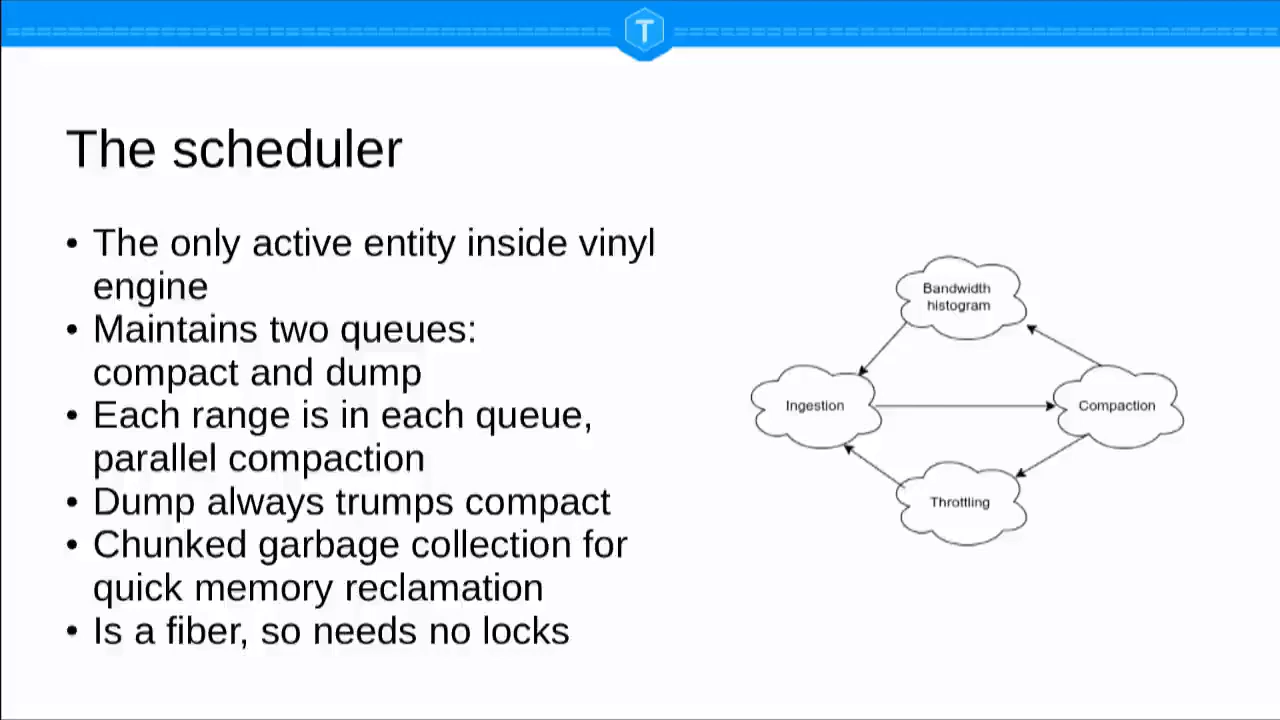 T
The scheduler
• The only active entity inside vinyl
engine
• Maintains two queues:
compact and dump
• Each range is in each queue,
parallel compaction
• Dump always trumps compact
• Chunked garbage collection for
quick memory reclamation
• Is a fiber, so needs no locks
Bandwidth
histogram
Ingestion
Compaction
Throttling